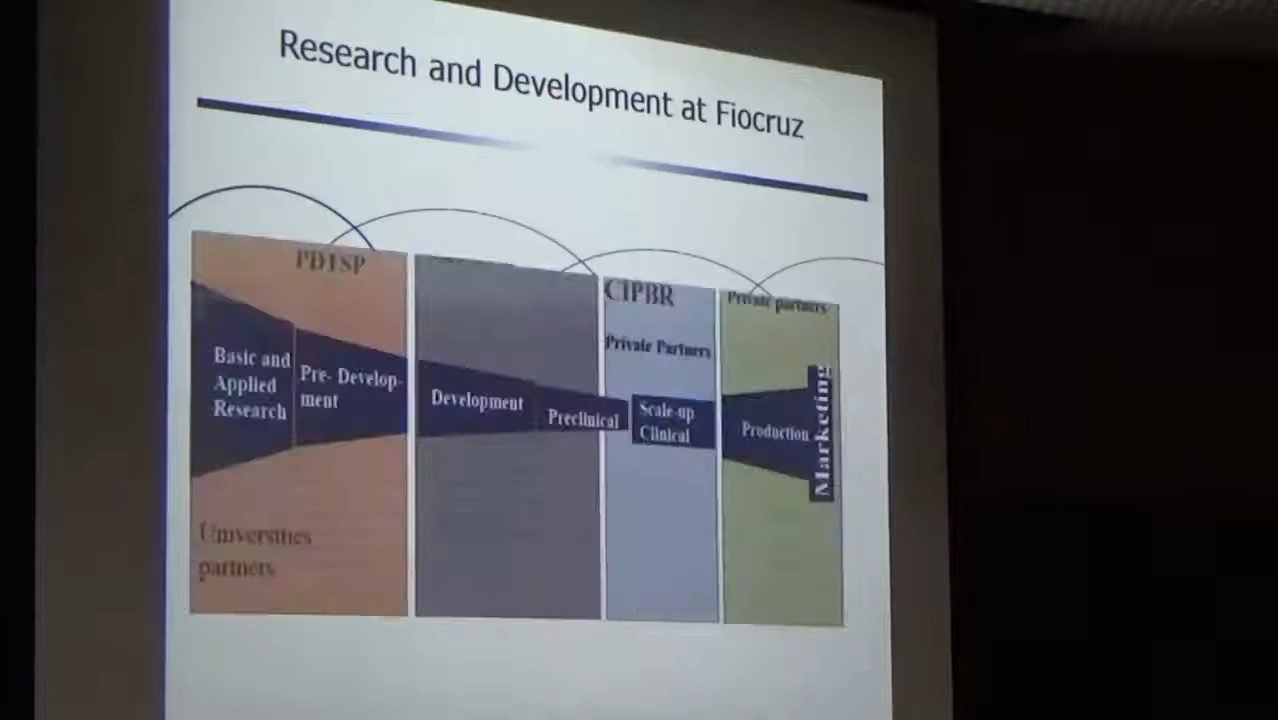 Research and Development at Fiocruz
PDTSP
CIPBR
Private partners
Private Partners
Basic and
Applied
Research
Pre- Develop-
ment
Development
Preclinical
Scale-up
Clinical
Production
Marketing
Universities
partners